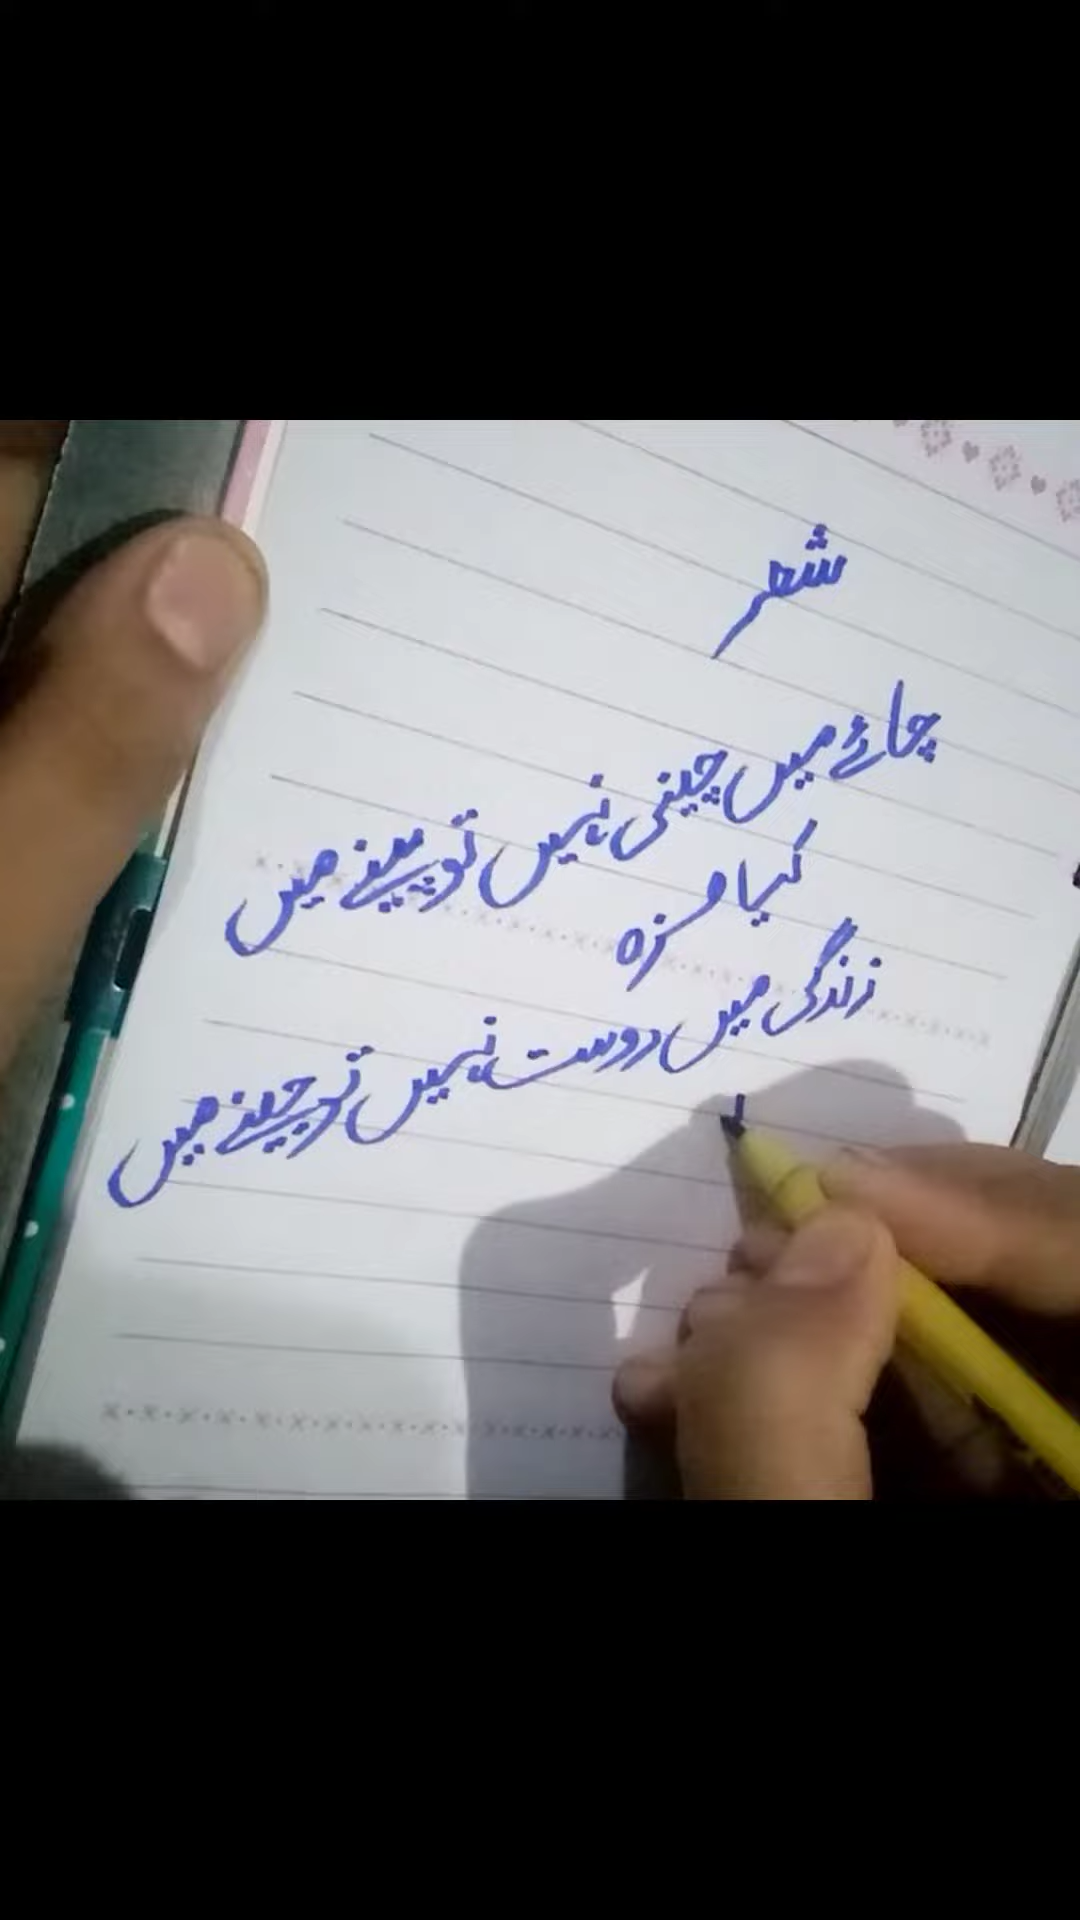 شعر
چائے میں چینی نہیں تو پینے میں
کیا مزہ
زندگی میں دوست نہیں تو جینے میں